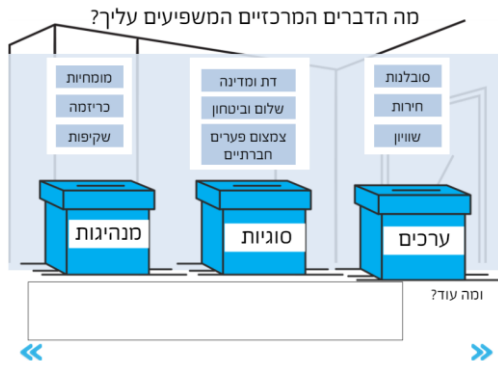 מה הדברים המרכזיים המשפיעים עליך?
סובלנות
חירות
שוויון
ערכים
דת ומדינה
שלום וביטחון
צמצום פערים
חברתיים
סוגיות
מומחיות
כריזמה
שקיפות
מנהיגות
ומה עוד?